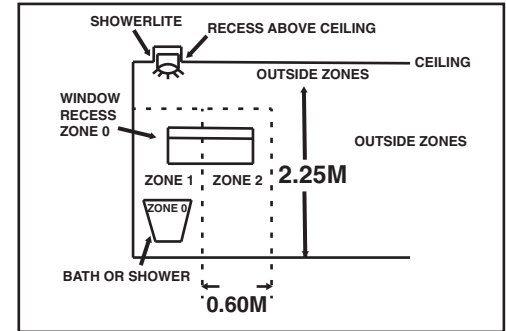 SHOWERLITE
RECESS ABOVE CEILING
CEILING
OUTSIDE ZONES
WINDOW
RECESS
ZONE 0
OUTSIDE ZONES
ZONE 1
ZONE 2
2.25M
ZONE 0
BATH OR SHOWER
0.60M